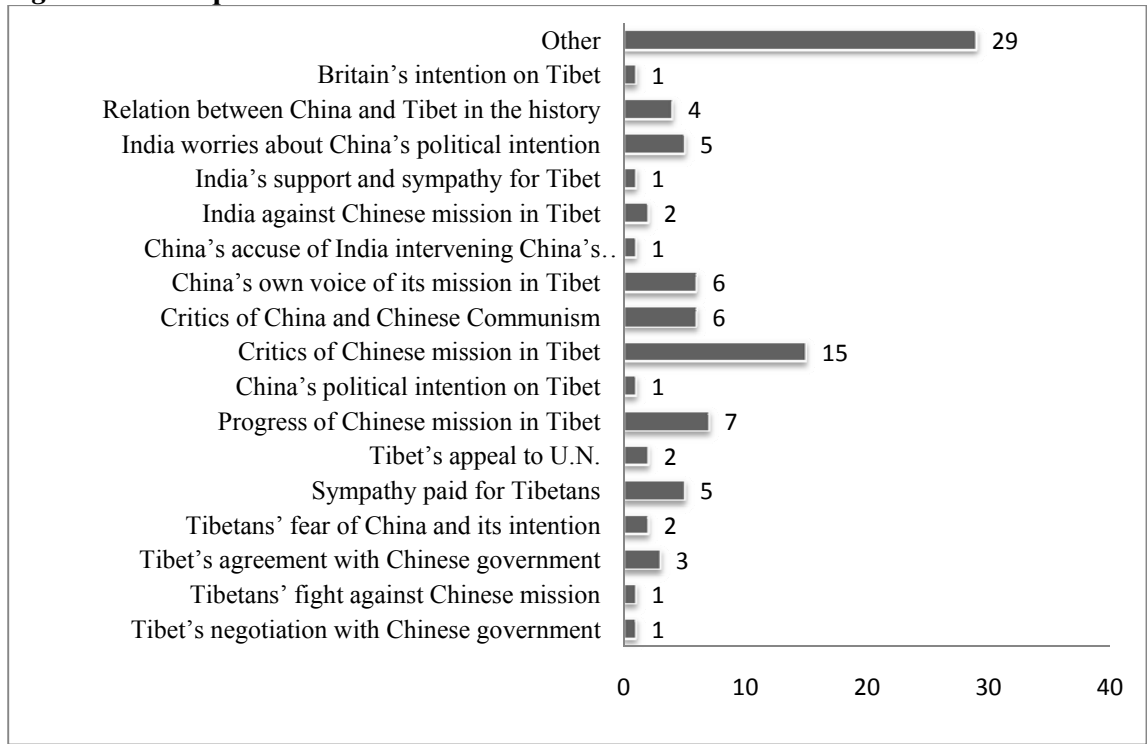 Other 29
Britain’s intention on Tibet 1
Relation between China and Tibet in the history 4
India worries about China’s political intention 5
India’s support and sympathy for Tibet 1
India against Chinese mission in Tibet 2
China’s accuse of India intervening China’s… 1
China’s own voice of its mission in Tibet 6
Critics of China and Chinese Communism 6
Critics of Chinese mission in Tibet 15
China’s political intention on Tibet 1
Progress of Chinese mission in Tibet 7
Tibet’s appeal to U.N. 2
Sympathy paid for Tibetans 5
Tibetans’ fear of China and its intention 2
Tibet’s agreement with Chinese government 3
Tibetans’ fight against Chinese mission 1
Tibet’s negotiation with Chinese government 1
0 10 20 30 40